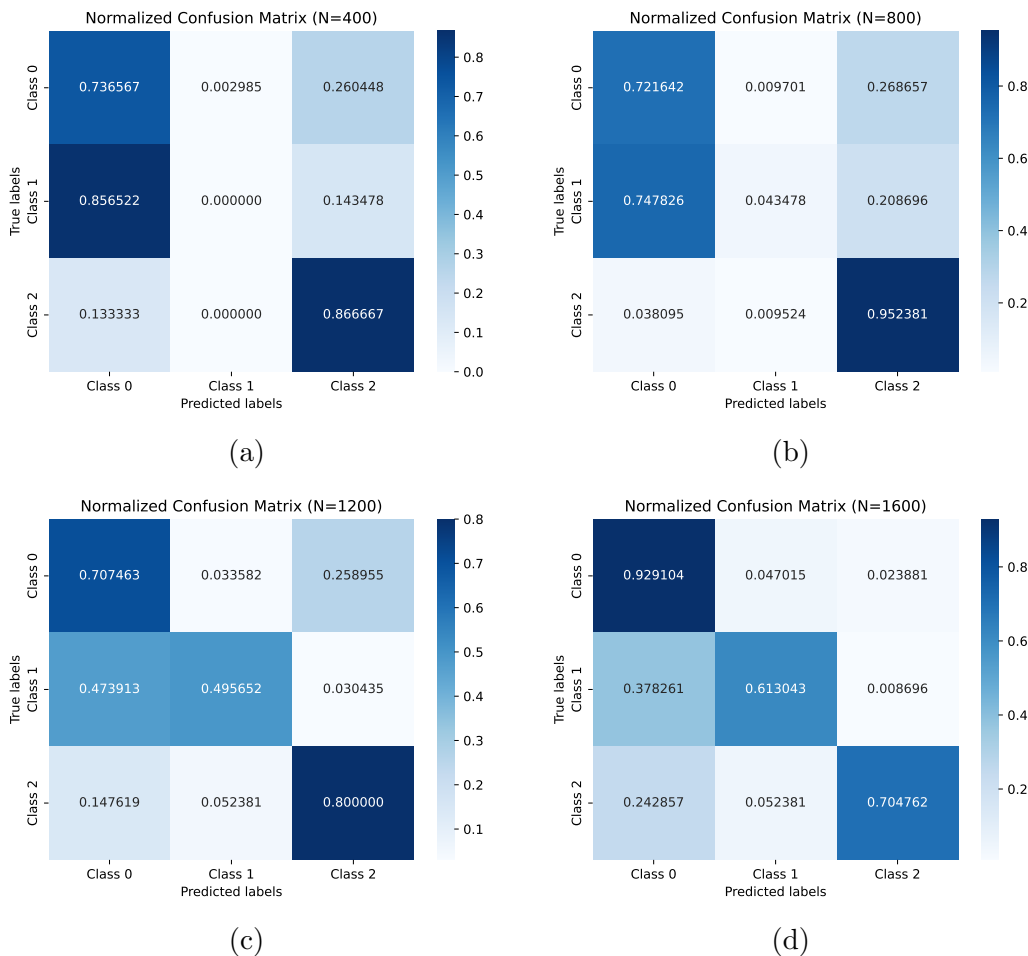 Normalized Confusion Matrix (N=400)
True labels
Class 0
0.736567 0.002985 0.260448
Class 1
0.856522 0.000000 0.143478
Class 2
0.133333 0.000000 0.866667
Class 0 Class 1 Class 2
Predicted labels
0.8
0.7
0.6
0.5
0.4
0.3
0.2
0.1
0.0
(a)
Normalized Confusion Matrix (N=800)
True labels
Class 0
0.721642 0.009701 0.268657
Class 1
0.747826 0.043478 0.208696
Class 2
0.038095 0.009524 0.952381
Class 0 Class 1 Class 2
Predicted labels
0.8
0.6
0.4
0.2
(b)
Normalized Confusion Matrix (N=1200)
True labels
Class 0
0.707463 0.033582 0.258955
Class 1
0.473913 0.495652 0.030435
Class 2
0.147619 0.052381 0.800000
Class 0 Class 1 Class 2
Predicted labels
0.8
0.7
0.6
0.5
0.4
0.3
0.2
0.1
(c)
Normalized Confusion Matrix (N=1600)
True labels
Class 0
0.929104 0.047015 0.023881
Class 1
0.378261 0.613043 0.008696
Class 2
0.242857 0.052381 0.704762
Class 0 Class 1 Class 2
Predicted labels
0.8
0.6
0.4
0.2
(d)